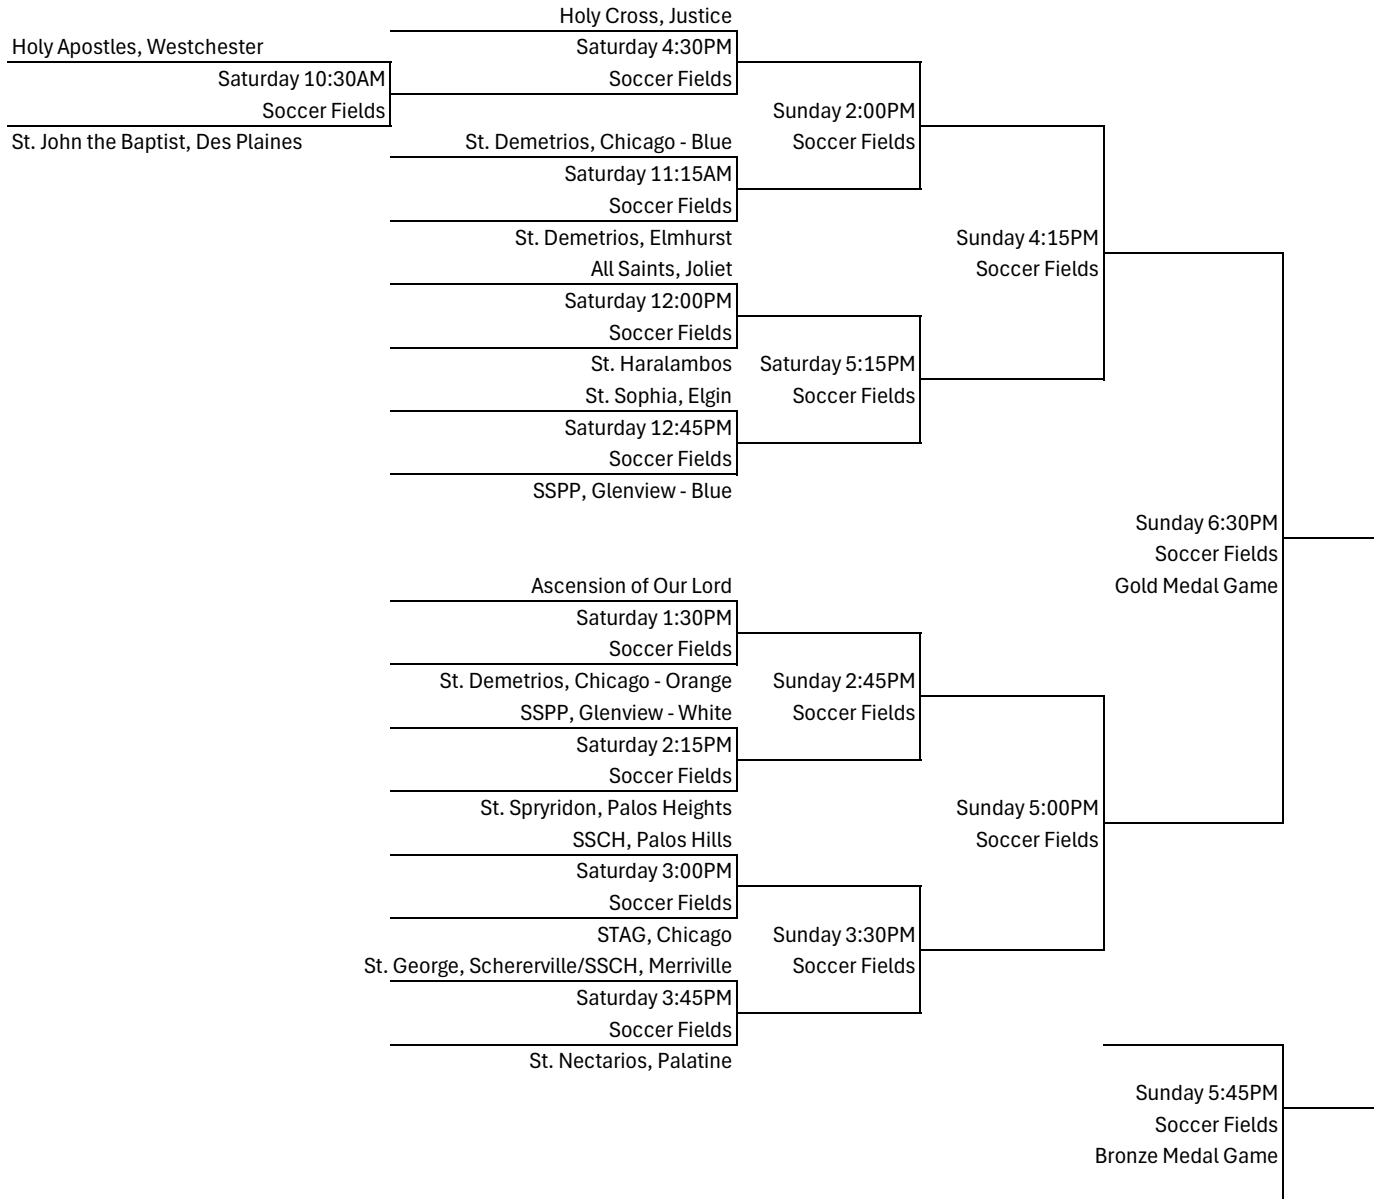 Holy Cross, Justice
Holy Apostles, Westchester
Saturday 4:30PM
Saturday 10:30AM
Soccer Fields
Soccer Fields
Sunday 2:00PM
St. John the Baptist, Des Plaines
St. Demetrios, Chicago - Blue
Soccer Fields
Saturday 11:15AM
Soccer Fields
St. Demetrios, Elmhurst
Sunday 4:15PM
All Saints, Joliet
Soccer Fields
Saturday 12:00PM
Soccer Fields
St. Haralambos
Saturday 5:15PM
St. Sophia, Elgin
Soccer Fields
Saturday 12:45PM
Soccer Fields
SSPP, Glenview - Blue
Sunday 6:30PM
Soccer Fields
Gold Medal Game
Ascension of Our Lord
Saturday 1:30PM
Soccer Fields
St. Demetrios, Chicago - Orange
Sunday 2:45PM
SSPP, Glenview - White
Soccer Fields
Saturday 2:15PM
Soccer Fields
St. Spryridon, Palos Heights
Sunday 5:00PM
SSCH, Palos Hills
Soccer Fields
Saturday 3:00PM
Soccer Fields
STAG, Chicago
Sunday 3:30PM
St. George, Schererville/SSCH, Merriville
Soccer Fields
Saturday 3:45PM
Soccer Fields
St. Nectarios, Palatine
Sunday 5:45PM
Soccer Fields
Bronze Medal Game